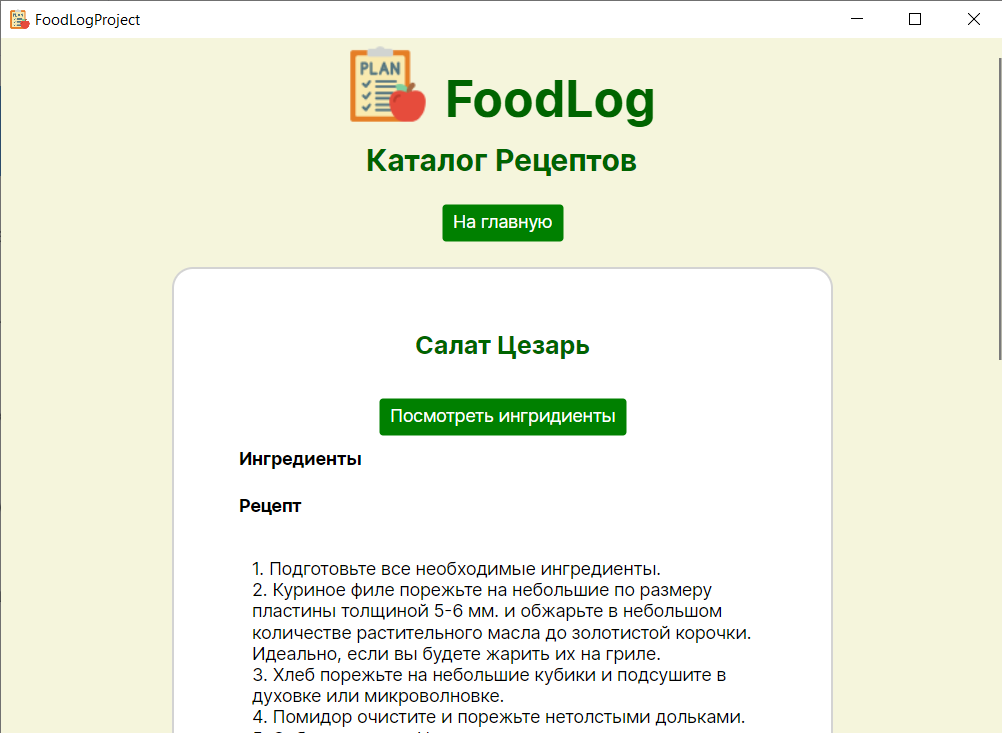 FoodLogProject
PLAN
FoodLog
Каталог Рецептов
На главную
Салат Цезарь
Посмотреть ингридиенты
Ингредиенты
Рецепт
1. Подготовьте все необходимые ингредиенты.
2. Куриное филе порежьте на небольшие по размеру
пластины толщиной 5-6 мм. и обжарьте в небольшом
количестве растительного масла до золотистой корочки.
Идеально, если вы будете жарить их на гриле.
3. Хлеб порежьте на небольшие кубики и подсушите в
духовке или микроволновке.
4. Помидор очистите и порежьте нетолстыми дольками.